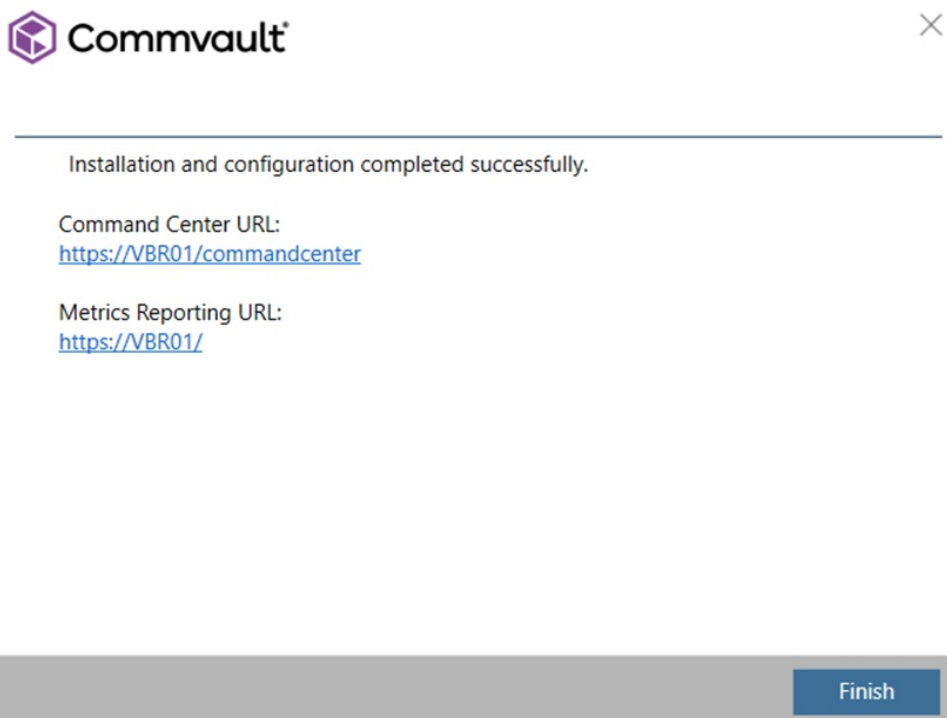 Commvault®
Installation and configuration completed successfully.
Command Center URL:
https://VBR01/commandcenter
Metrics Reporting URL:
https://VBR01/
Finish